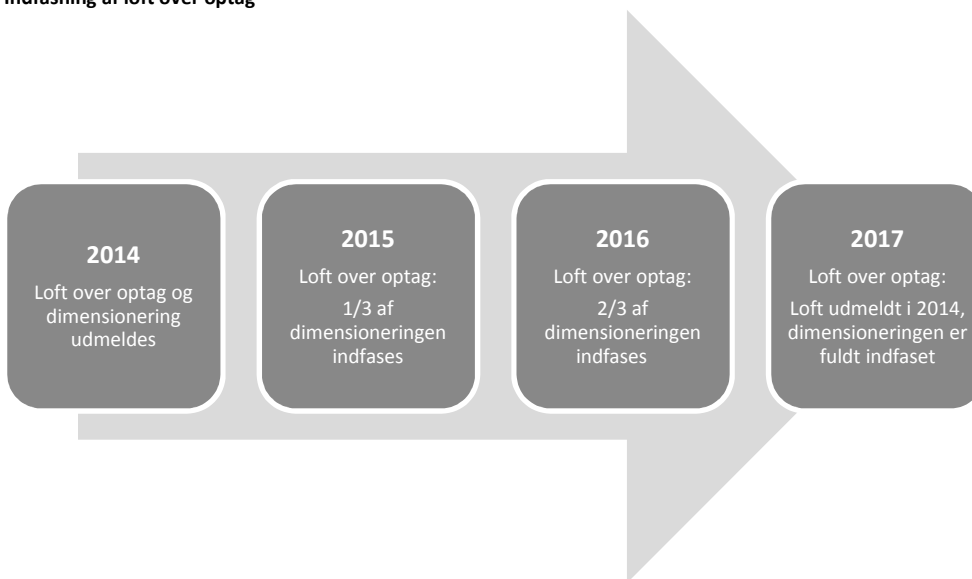 Indfasning af loft over optag
2014
Loft over optag og
dimensionering
udmeldes
2015
Loft over optag:
1/3 af
dimensioneringen
indfases
2016
Loft over optag:
2/3 af
dimensioneringen
indfases
2017
Loft over optag:
Loft udmeldt i 2014,
dimensioneringen er
fuldt indfaset